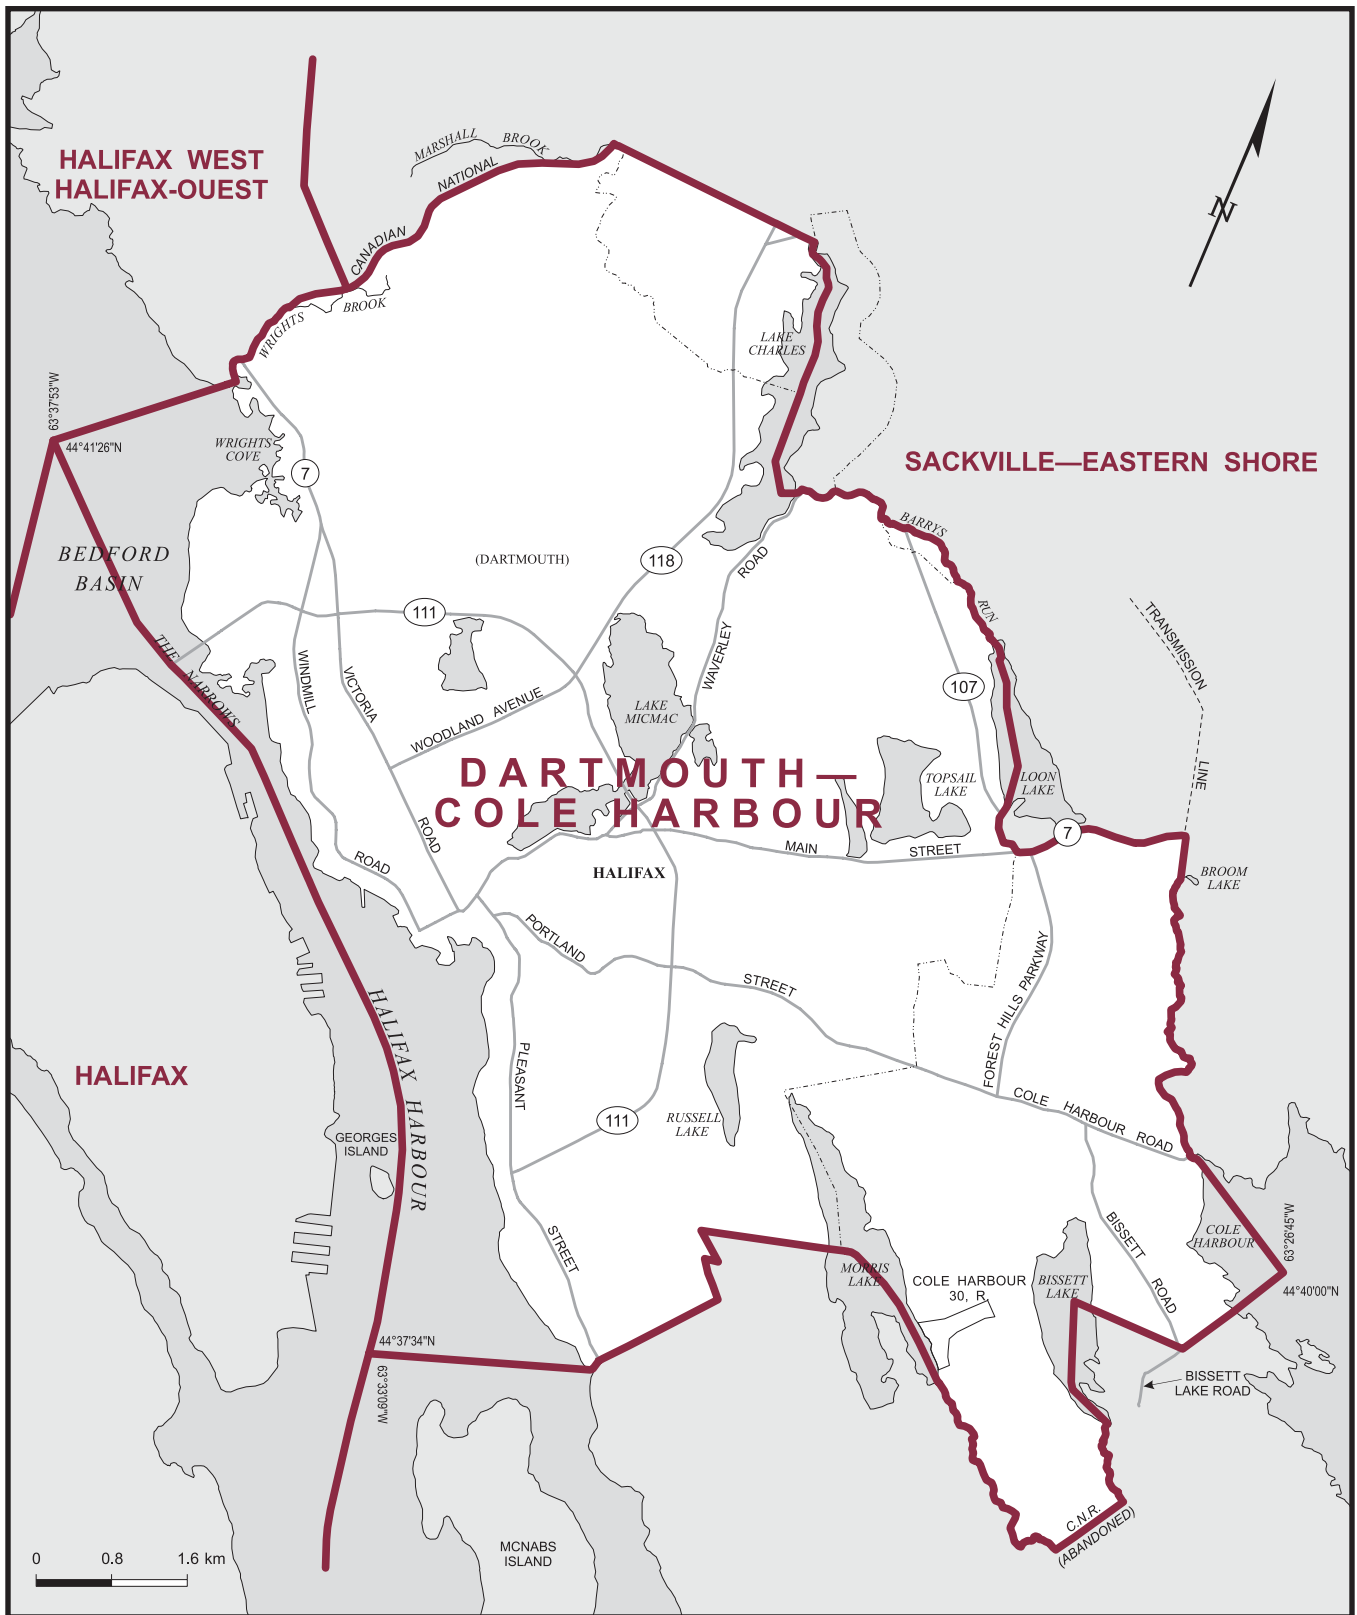 HALIFAX WEST
HALIFAX-OUEST
MARSHALL BROOK
CANADIAN NATIONAL
WRIGHTS BROOK
N
LAKE
CHARLES
63°37'53"W
44°41'26"N
WRIGHTS
COVE
7
SACKVILLE—EASTERN SHORE
BARRYS RUN
BEDFORD
BASIN
(DARTMOUTH)
118
ROAD
111
THE NARROWS
WINDMILL
VICTORIA
WOODLAND AVENUE
LAKE
MICMAC
WAVERLEY
107
TRANSMISSION
LINE
DARTMOUTH—
COLE HARBOUR
TOPSAIL
LAKE
LOON
LAKE
7
ROAD
ROAD
MAIN STREET
HALIFAX
BROOM
LAKE
PORTLAND
STREET
FOREST HILLS PARKWAY
HALIFAX HARBOUR
HALIFAX
PLEASANT
STREET
111
RUSSELL
LAKE
COLE HARBOUR ROAD
GEORGES
ISLAND
BISSETT
ROAD
COLE
HARBOUR
63°26'45"W
44°40'00"N
MORRIS
LAKE
COLE HARBOUR
30, R.
BISSETT
LAKE
44°37'34"N
63°33'09"W
BISSETT
LAKE ROAD
C.N.R.
(ABANDONED)
MCNABS
ISLAND
0 0.8 1.6 km